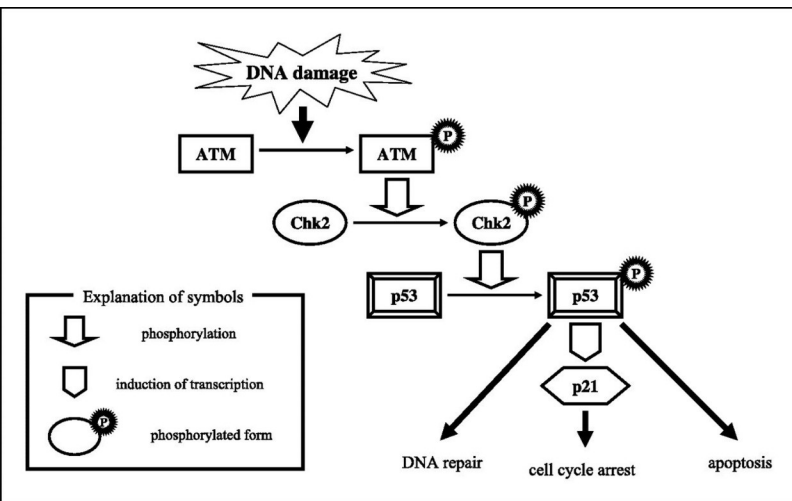 DNA damage
ATM
ATM
P
Chk2
Chk2
P
p53
p53
P
Explanation of symbols
phosphorylation
induction of transcription
P
phosphorylated form
p21
DNA repair
cell cycle arrest
apoptosis